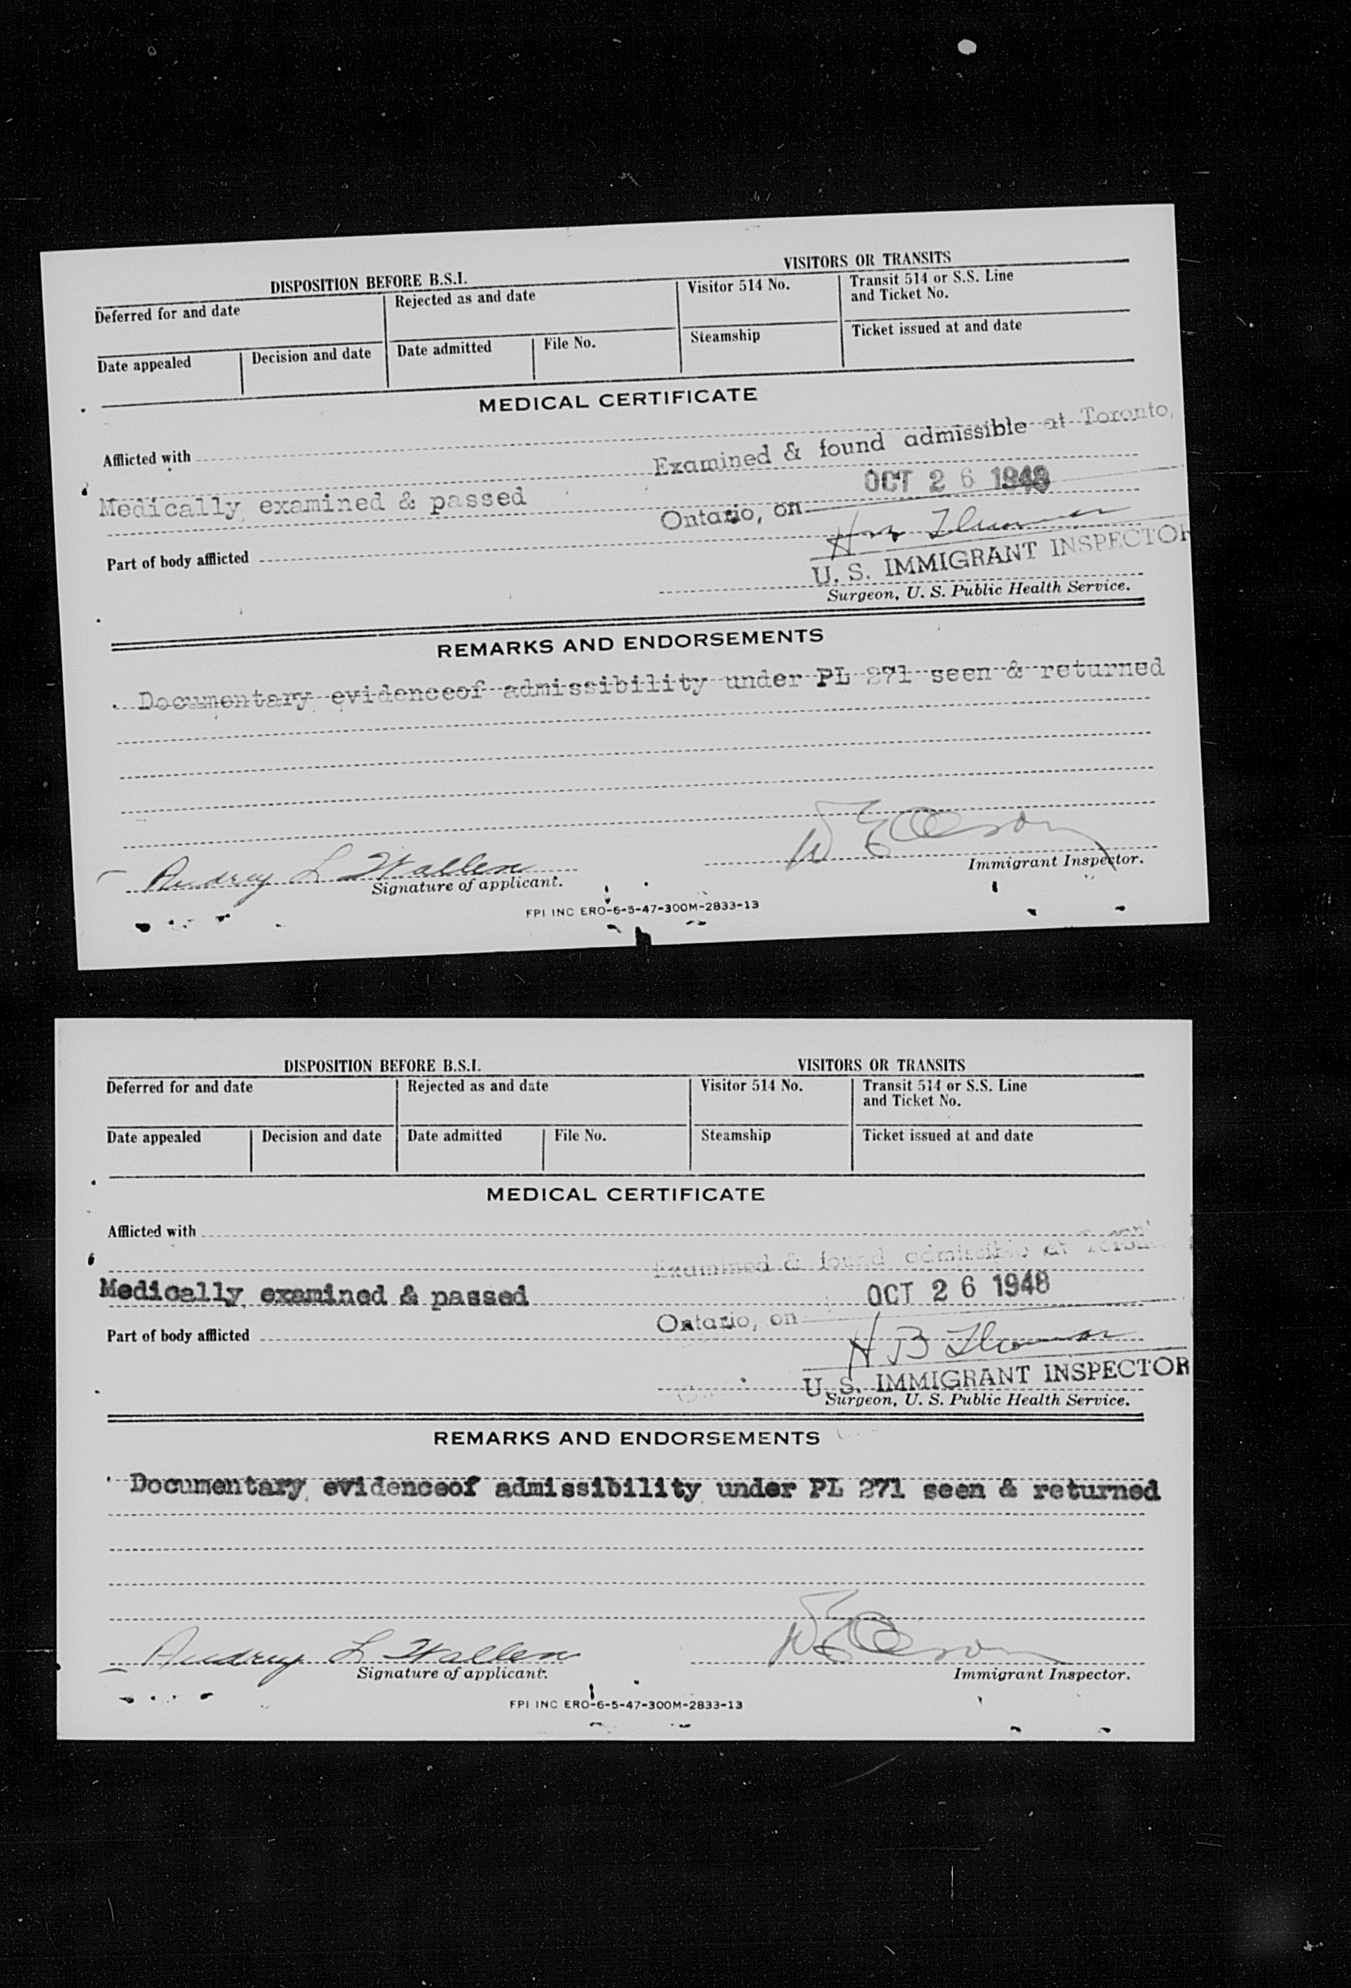 DISPOSITION BEFORE B.S.I. VISITORS OR TRANSITS
Deferred for and date Rejected as and date Visitor 514 No. Transit 514 or S.S. Line
and Ticket No.
Date appealed Decision and date Date admitted File No. Steamship Ticket issued at and date
MEDICAL CERTIFICATE
Afflicted with
Examined & found admissible at Toronto,
Medically examined & passed OCT 26 1948
Ontario, on
Part of body afflicted
U. S. IMMIGRANT INSPECTOR
Surgeon, U. S. Public Health Service.
REMARKS AND ENDORSEMENTS
Documentary evidenceof admissibility under PL 271 seen & returned
Audrey L Wallen
Signature of applicant. Immigrant Inspector.
FPI INC ERO-6-5-47-300M-2833-13
DISPOSITION BEFORE B.S.I. VISITORS OR TRANSITS
Deferred for and date Rejected as and date Visitor 514 No. Transit 514 or S.S. Line
and Ticket No.
Date appealed Decision and date Date admitted File No. Steamship Ticket issued at and date
MEDICAL CERTIFICATE
Afflicted with
Examined & found admissible at Toronto
Medically examined & passed OCT 26 1948
Ontario, on
Part of body afflicted H B
U. S. IMMIGRANT INSPECTOR
Surgeon, U. S. Public Health Service.
REMARKS AND ENDORSEMENTS
Documentary evidenceof admissibility under PL 271 seen & returned
Audrey L Wallen
Signature of applicant. Immigrant Inspector.
FPI INC ERO-6-5-47-300M-2833-13